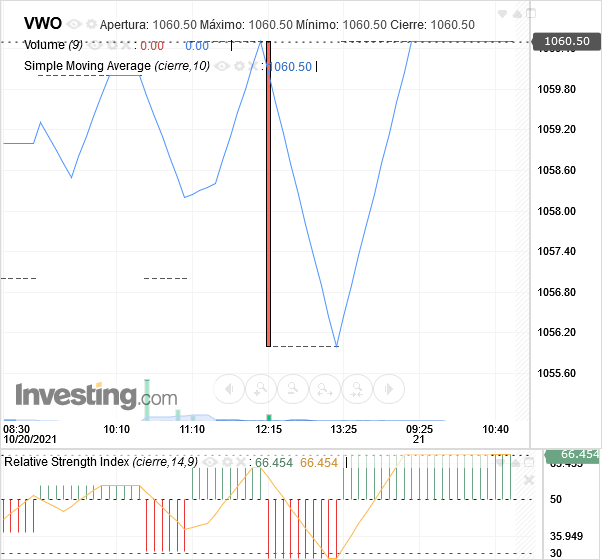 VWO Apertura: 1060.50 Máximo: 1060.50 Mínimo: 1060.50 Cierre: 1060.50
Volume (9) : 0.00 0.00
Simple Moving Average (cierre,10) : 1060.50
1060.50
1059.80
1059.20
1058.60
1058.00
1057.40
1056.80
1056.20
1055.60
Investing.com
08:30 10:10 11:10 12:15 13:25 09:25 10:40
10/20/2021 21
Relative Strength Index (cierre,14,9) : 66.454 66.454
66.454
50
35.949
30